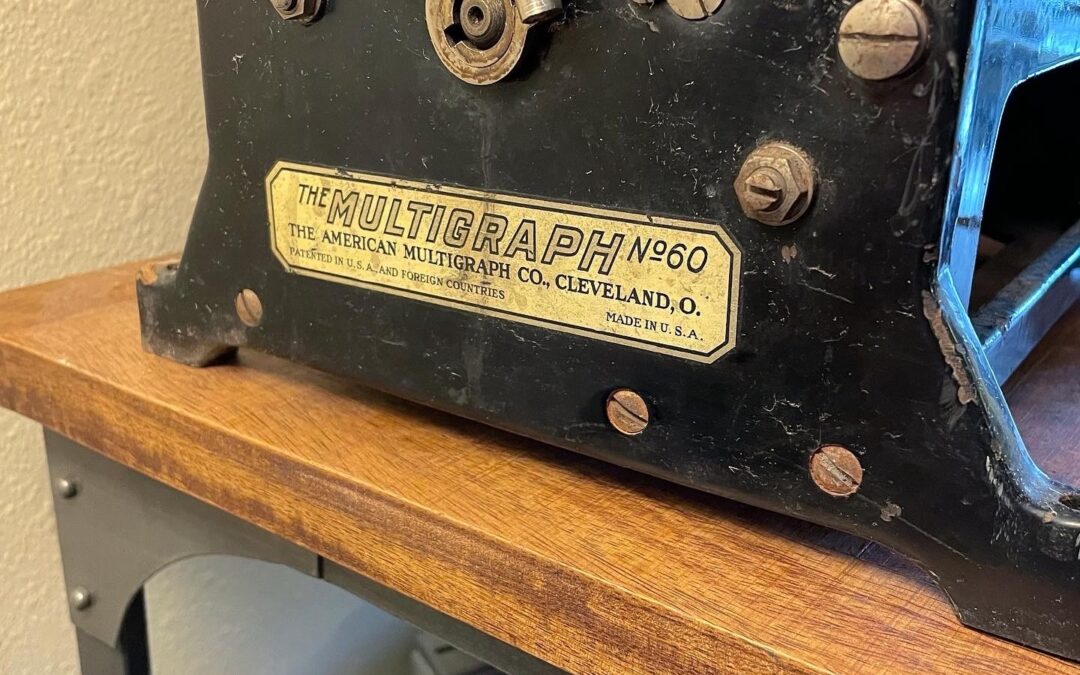 THE MULTIGRAPH Nº60
THE AMERICAN MULTIGRAPH CO., CLEVELAND, O.
PATENTED IN U.S.A. AND FOREIGN COUNTRIES
MADE IN U.S.A.